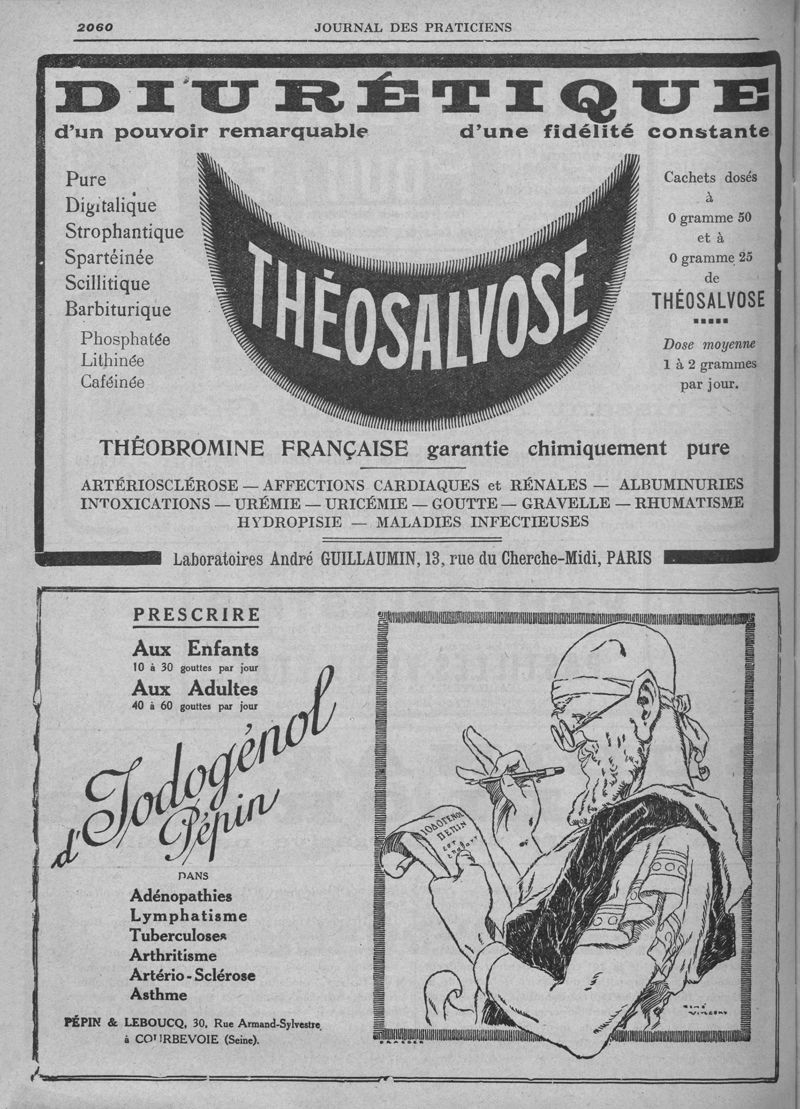 2060
JOURNAL DES PRATICIENS
DIURÉTIQUE
d'un pouvoir remarquable d'une fidélité constante
Pure
Digitalique
Strophantique
Spartéinée
Scillitique
Barbiturique
Phosphatée
Lithinée
Caféinée
THÉOSALVOSE
Cachets dosés
à
0 gramme 50
et à
0 gramme 25
de
THÉOSALVOSE
Dose moyenne
1 à 2 grammes
par jour.
THÉOBROMINE FRANÇAISE garantie chimiquement pure
ARTÉRIOSCLÉROSE — AFFECTIONS CARDIAQUES et RÉNALES — ALBUMINURIES
INTOXICATIONS — URÉMIE — URICÉMIE — GOUTTE — GRAVELLE — RHUMATISME
HYDROPISIE — MALADIES INFECTIEUSES
Laboratoires André GUILLAUMIN, 13, rue du Cherche-Midi, PARIS
PRESCRIRE
Aux Enfants
10 à 30 gouttes par jour
Aux Adultes
40 à 60 gouttes par jour
d'Iodogénol
Pépin
DANS
Adénopathies
Lymphatisme
Tuberculoses
Arthritisme
Artério-Sclérose
Asthme
PÉPIN & LEBOUCQ, 30, Rue Armand-Sylvestre,
à COURBEVOIE (Seine).
ΙΟΔΟΓΕΝΟΛ
ΠΕΠΙΝ
RENÉ
VINCENT